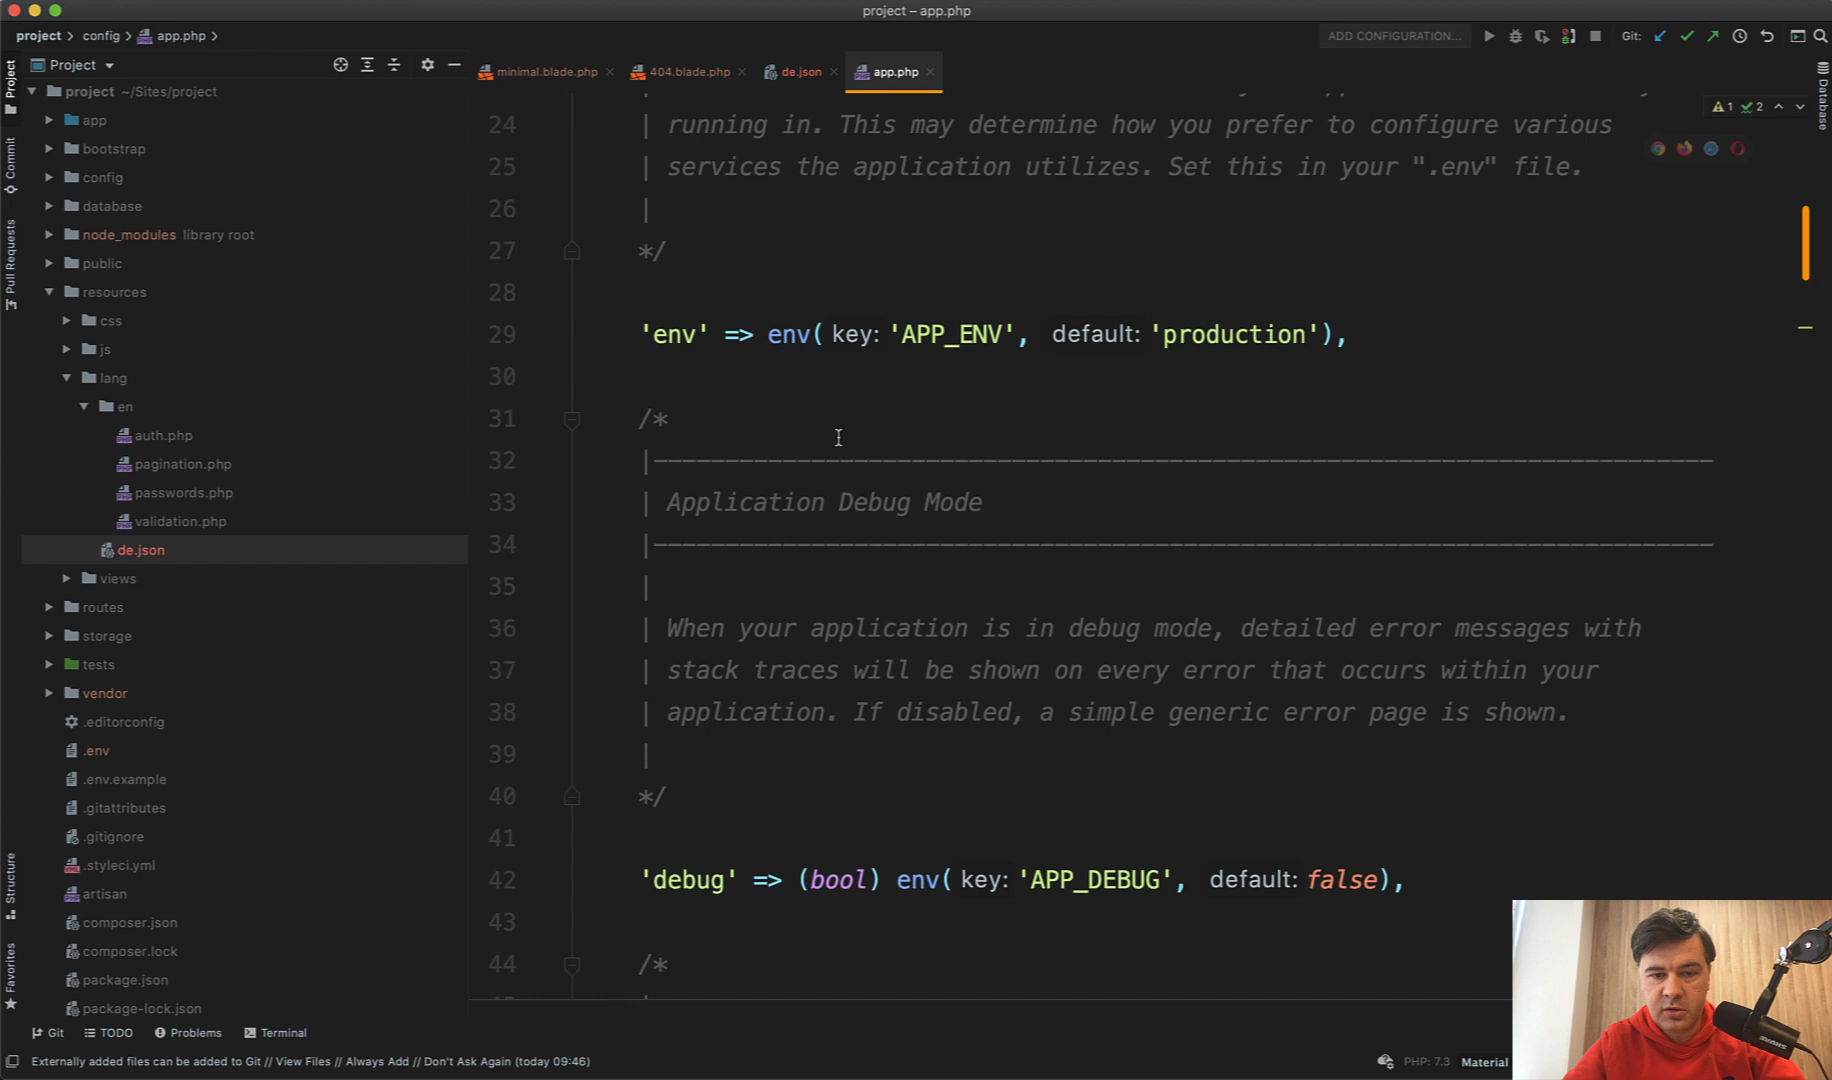 project – app.php
project
config
app.php
ADD CONFIGURATION...
Git:
Project
minimal.blade.php
404.blade.php
de.json
app.php
Project
Commit
Pull Requests
Structure
Favorites
Database
project ~/Sites/project
app
bootstrap
config
database
node_modules library root
public
resources
css
js
lang
en
auth.php
pagination.php
passwords.php
validation.php
de.json
views
routes
storage
tests
vendor
.editorconfig
.env
.env.example
.gitattributes
.gitignore
.styleci.yml
artisan
composer.json
composer.lock
package.json
package-lock.json
1 2
24 | running in. This may determine how you prefer to configure various
25 | services the application utilizes. Set this in your ".env" file.
26 |
27 */
28
29 'env' => env( key: 'APP_ENV', default: 'production'),
30
31 /*
32 |--------------------------------------------------------------------------
33 | Application Debug Mode
34 |--------------------------------------------------------------------------
35 |
36 | When your application is in debug mode, detailed error messages with
37 | stack traces will be shown on every error that occurs within your
38 | application. If disabled, a simple generic error page is shown.
39 |
40 */
41
42 'debug' => (bool) env( key: 'APP_DEBUG', default: false),
43
44 /*
Git
TODO
Problems
Terminal
Externally added files can be added to Git // View Files // Always Add // Don't Ask Again (today 09:46)
PHP: 7.3
Material